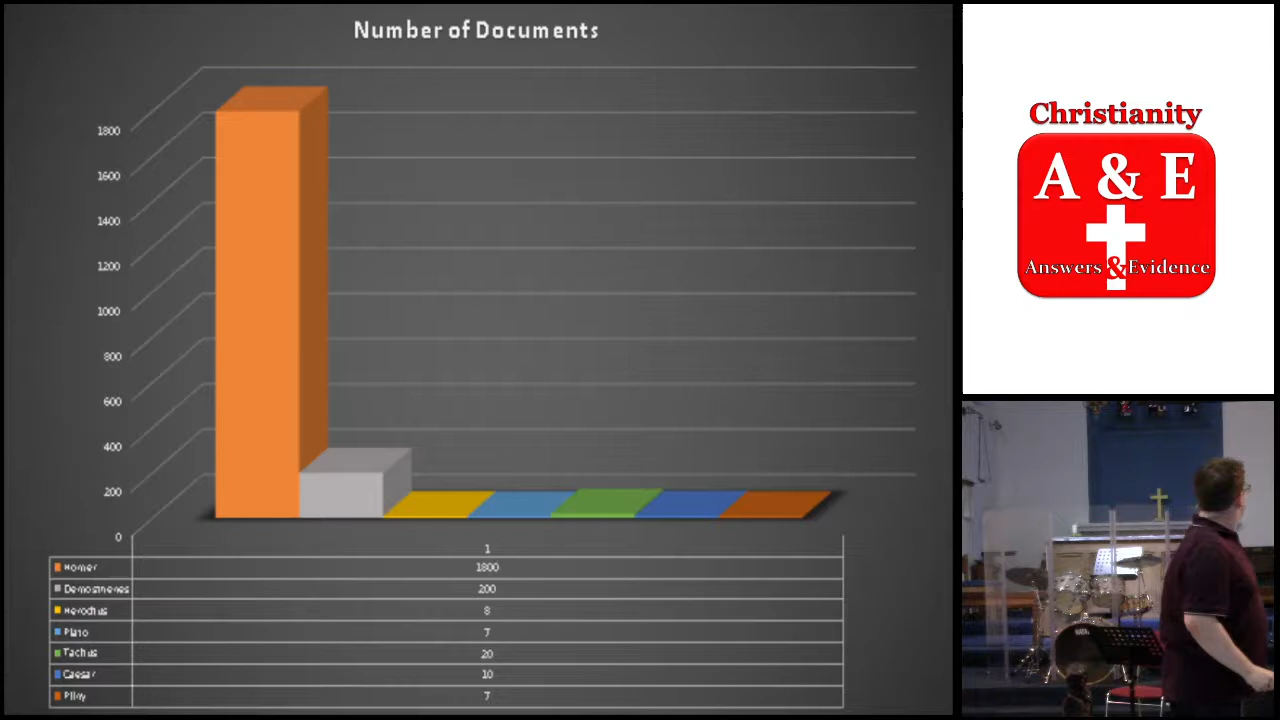 Number of Documents
1800
1600
1400
1200
1000
800
600
400
200
0
1
Homer 1800
Demosthenes 200
Herodtus 8
Plato 7
Tacitus 20
Caesar 10
Pliny 7
Christianity
A & E
Answers & Evidence